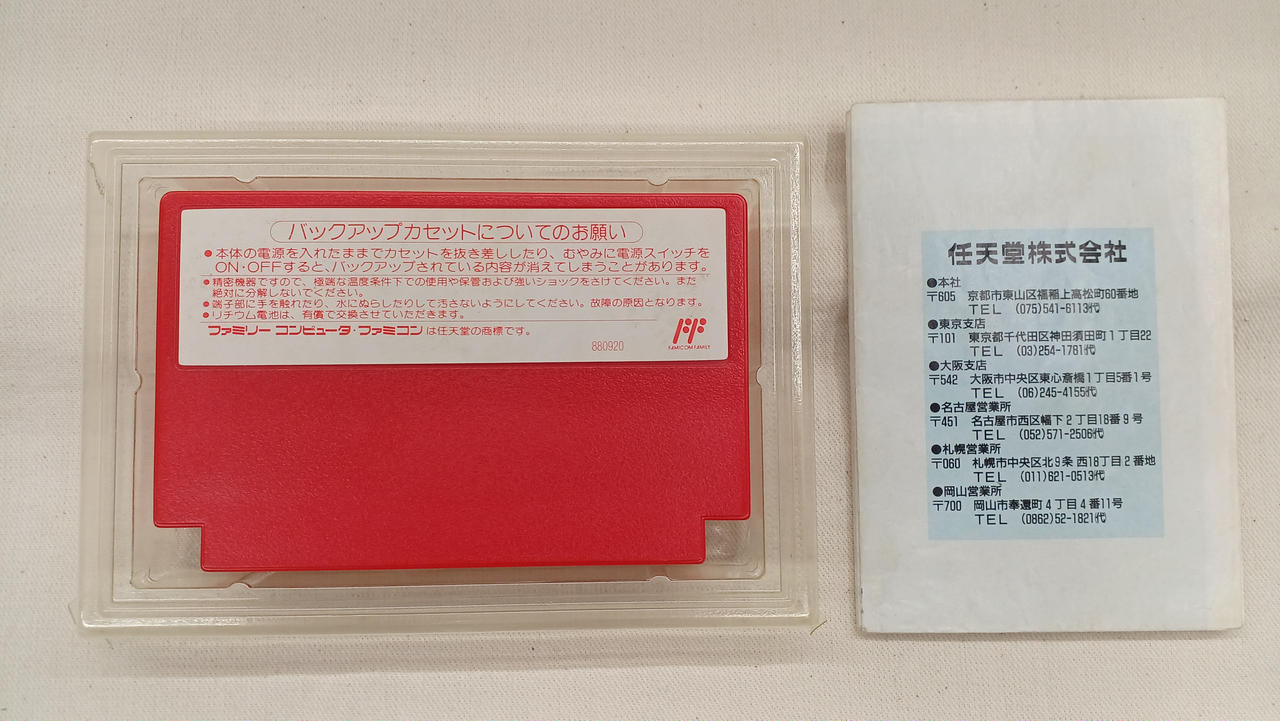 バックアップカセットについてのお願い
●本体の電源を入れたままでカセットを抜き差ししたり、むやみに電源スイッチを
ON・OFFすると、バックアップされている内容が消えてしまうことがあります。
●精密機器ですので、極端な温度条件下での使用や保管および強いショックをさけてください。また
絶対に分解しないでください。
●端子部に手を触れたり、水にぬらしたりして汚さないようにしてください。故障の原因となります。
●リチウム電池は、有償で交換させていただきます。
ファミリーコンピュータ・ファミコンは任天堂の商標です。
880920
FAMICOM FAMILY
任天堂株式会社
●本社
〒605 京都市東山区福稲上高松町60番地
TEL (075)541-6113代
●東京支店
〒101 東京都千代田区神田須田町1丁目22
TEL (03)254-1781代
●大阪支店
〒542 大阪市中央区東心斎橋1丁目5番1号
TEL (06)245-4155代
●名古屋営業所
〒451 名古屋市西区幅下2丁目18番9号
TEL (052)571-2506代
●札幌営業所
〒060 札幌市中央区北9条西18丁目2番地
TEL (011)621-0513代
●岡山営業所
〒700 岡山市奉還町4丁目4番11号
TEL (0862)52-1821代